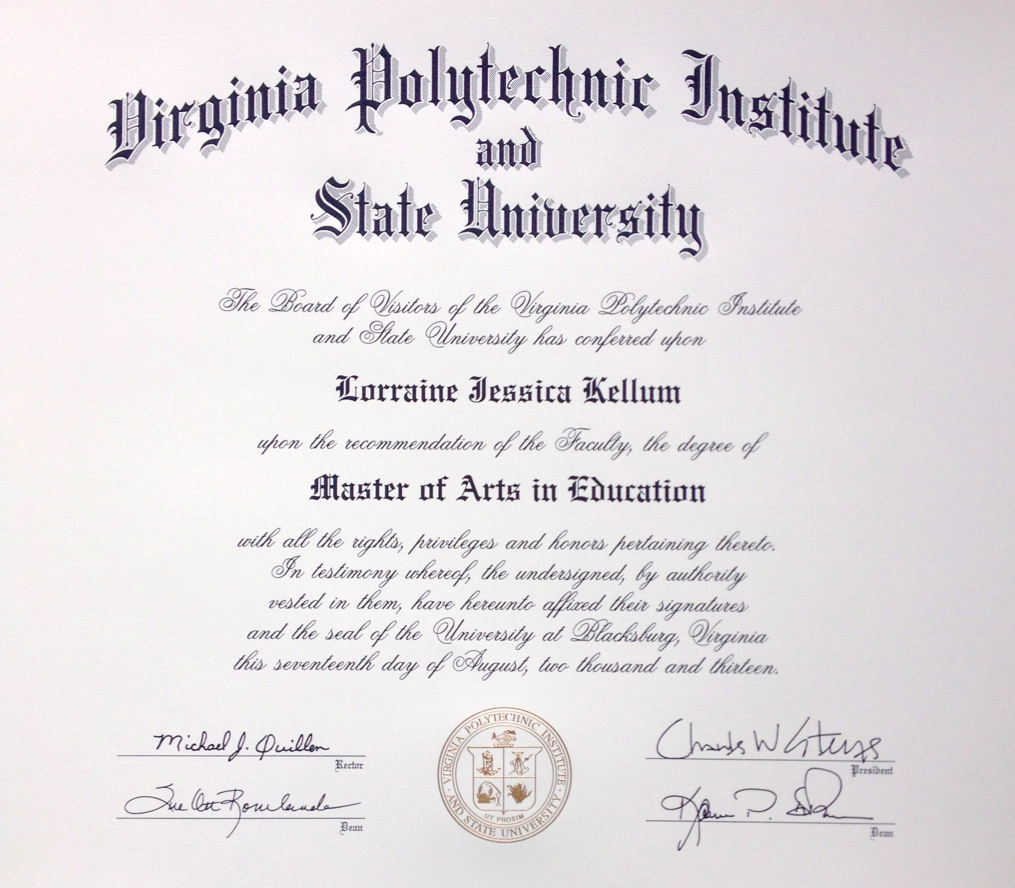 Virginia Polytechnic Institute
and
State University
The Board of Visitors of the Virginia Polytechnic Institute
and State University has conferred upon
Lorraine Jessica Kellum
upon the recommendation of the Faculty, the degree of
Master of Arts in Education
with all the rights, privileges and honors pertaining thereto.
In testimony whereof, the undersigned, by authority
vested in them, have hereunto affixed their signatures
and the seal of the University at Blacksburg, Virginia
this seventeenth day of August, two thousand and thirteen.
Michael J. Quillen
Rector
Dean
VIRGINIA POLYTECHNIC INSTITUTE
AND STATE UNIVERSITY
UT PROSIM
Charles W Steger
President
Dean